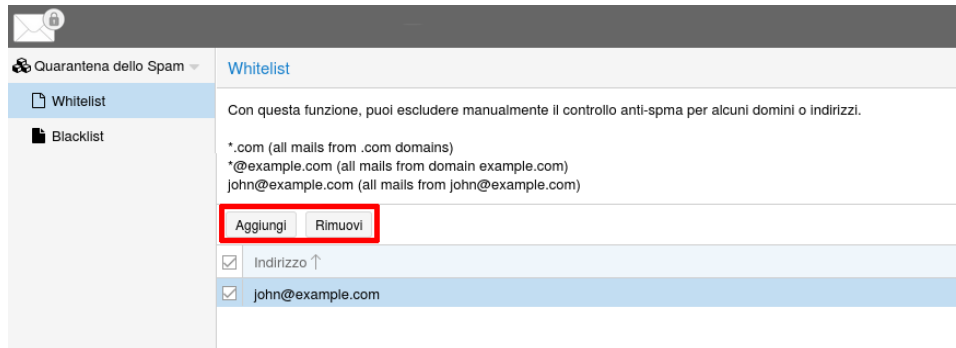 Quarantena dello Spam
Whitelist
Whitelist
Blacklist
Con questa funzione, puoi escludere manualmente il controllo anti-spma per alcuni domini o indirizzi.
*.com (all mails from .com domains)
*@example.com (all mails from domain example.com)
john@example.com (all mails from john@example.com)
Aggiungi Rimuovi
Indirizzo ↑
john@example.com